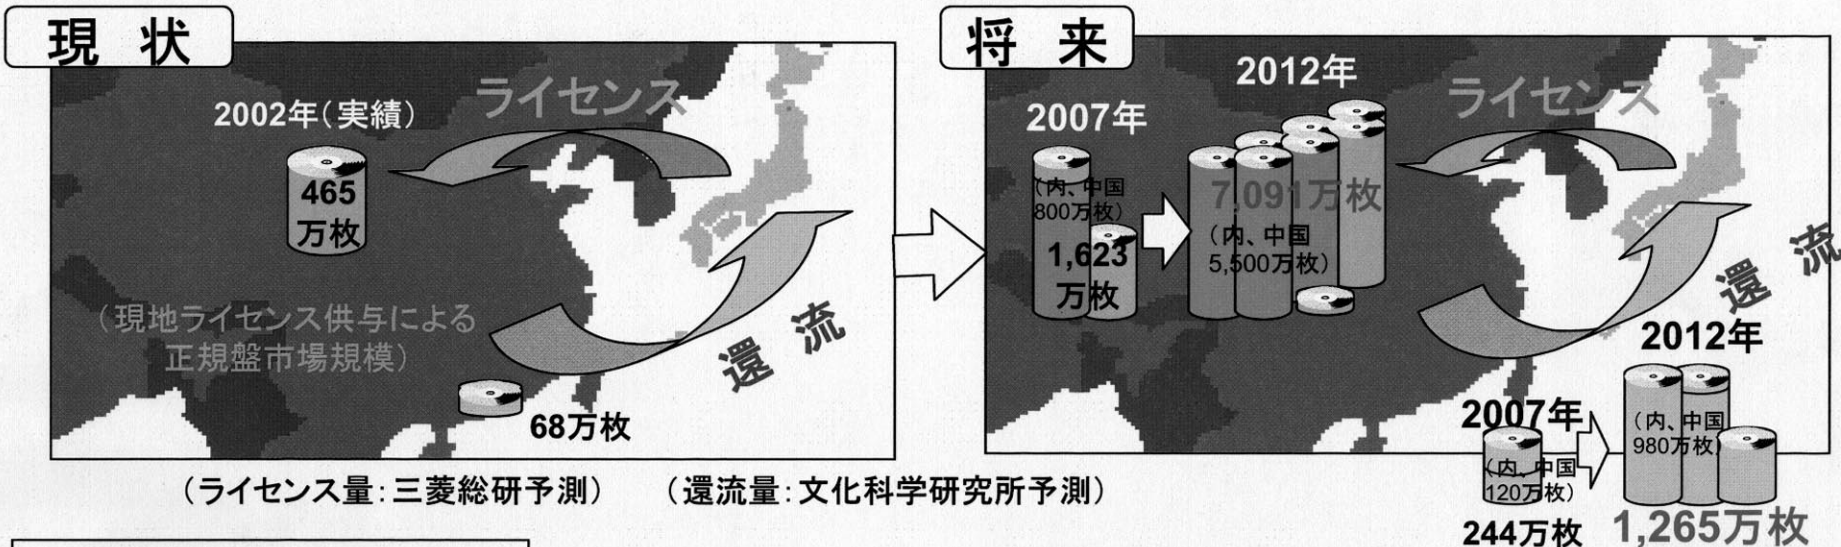 現 状
ライセンス
2002年(実績)
465
万枚
(現地ライセンス供与による
正規盤市場規模)
還 流
68万枚
将 来
2007年
(内、中国
800万枚)
1,623
万枚
2012年
ライセンス
7,091万枚
(内、中国
5,500万枚)
還 流
2007年
(内、中国
120万枚)
244万枚
2012年
(内、中国
980万枚)
1,265万枚
(ライセンス量:三菱総研予測)
(還流量:文化科学研究所予測)